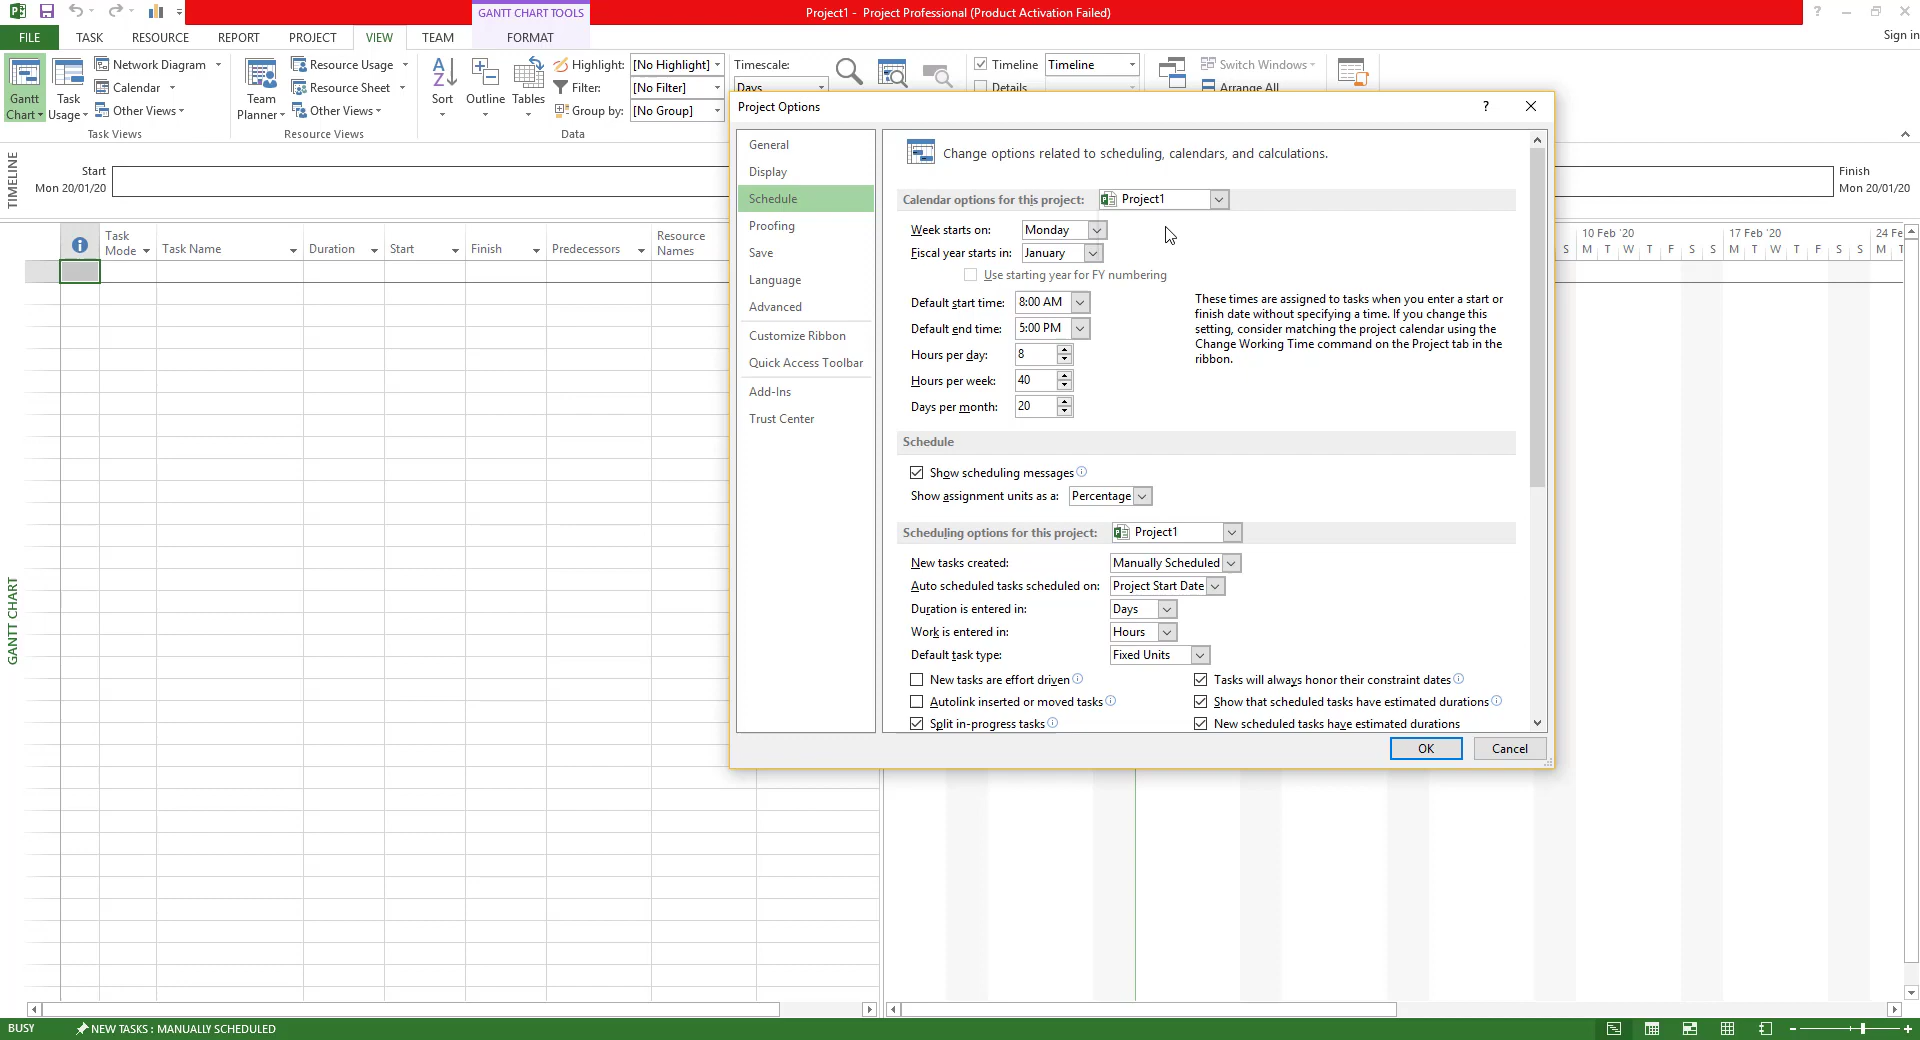 GANTT CHART TOOLS
Project1 - Project Professional (Product Activation Failed)
?
FILE
TASK
RESOURCE
REPORT
PROJECT
VIEW
TEAM
FORMAT
Sign in
Gantt
Chart
Task
Usage
Network Diagram
Calendar
Other Views
Task Views
Team
Planner
Resource Usage
Resource Sheet
Other Views
Resource Views
A
Z
Sort
Outline
Tables
Highlight: [No Highlight]
Filter: [No Filter]
Group by: [No Group]
Data
Timescale:
Days
Timeline Timeline
Details
Switch Windows
Arrange All
TIMELINE
Start
Mon 20/01/20
Finish
Mon 20/01/20
GANTT CHART
Task
Mode
Task Name
Duration
Start
Finish
Predecessors
Resource
Names
10 Feb '20 17 Feb '20 24 Fe
S M T W T F S S M T W T F S S M T
Project Options
?
General
Display
Schedule
Proofing
Save
Language
Advanced
Customize Ribbon
Quick Access Toolbar
Add-Ins
Trust Center
Change options related to scheduling, calendars, and calculations.
Calendar options for this project: Project1
Week starts on: Monday
Fiscal year starts in: January
Use starting year for FY numbering
Default start time: 8:00 AM
Default end time: 5:00 PM
Hours per day: 8
Hours per week: 40
Days per month: 20
These times are assigned to tasks when you enter a start or
finish date without specifying a time. If you change this
setting, consider matching the project calendar using the
Change Working Time command on the Project tab in the
ribbon.
Schedule
Show scheduling messages
Show assignment units as a: Percentage
Scheduling options for this project: Project1
New tasks created: Manually Scheduled
Auto scheduled tasks scheduled on: Project Start Date
Duration is entered in: Days
Work is entered in: Hours
Default task type: Fixed Units
New tasks are effort driven
Tasks will always honor their constraint dates
Autolink inserted or moved tasks
Show that scheduled tasks have estimated durations
Split in-progress tasks
New scheduled tasks have estimated durations
OK
Cancel
BUSY
NEW TASKS : MANUALLY SCHEDULED